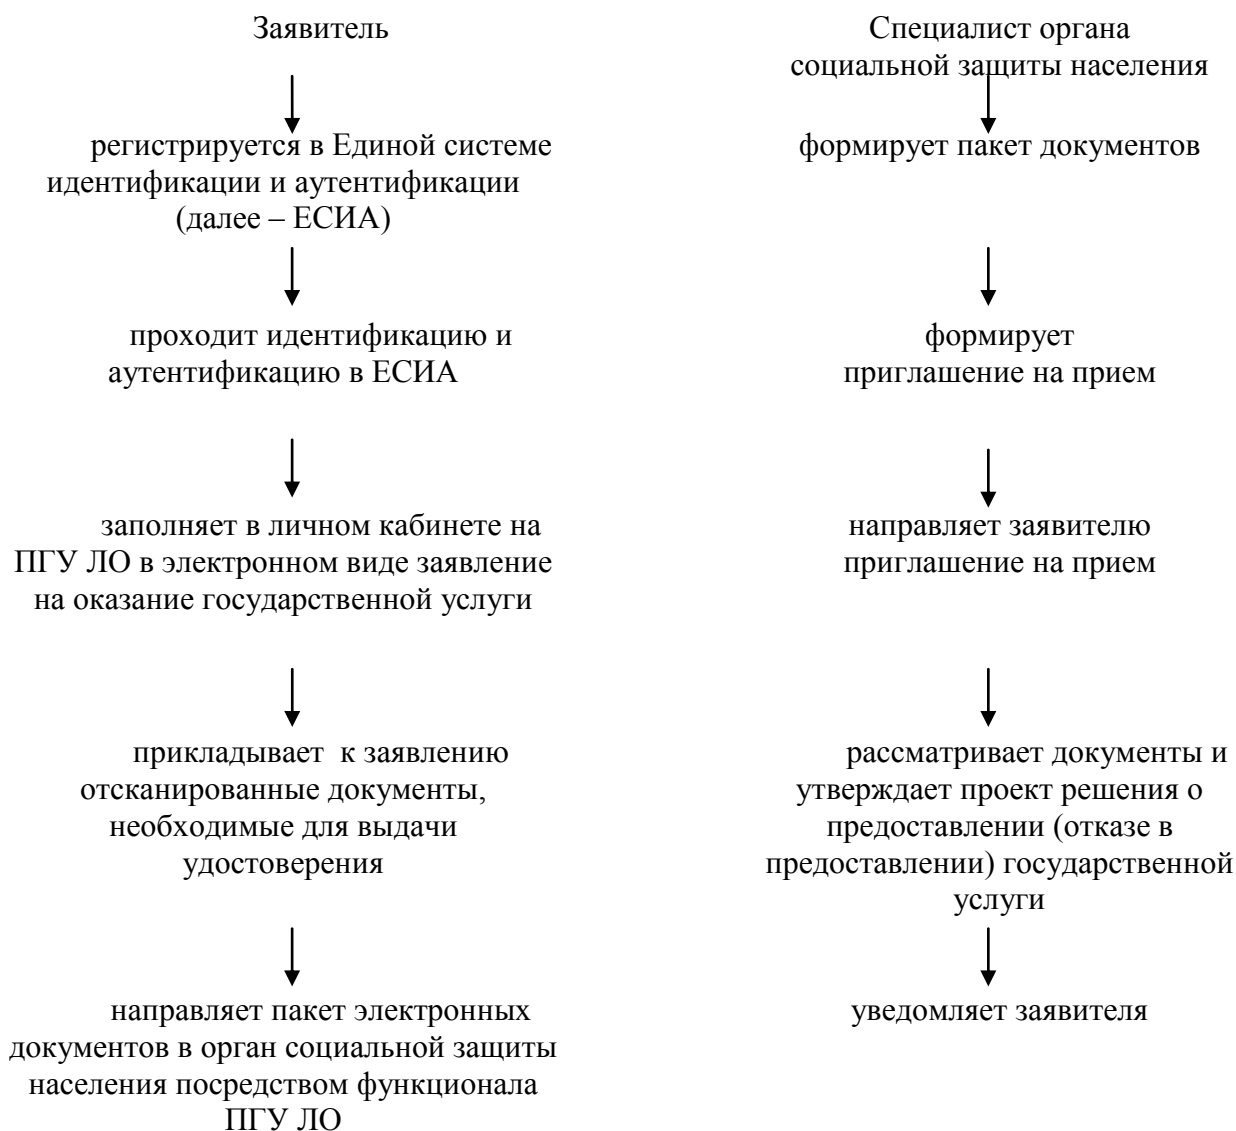 Заявитель
регистрируется в Единой системе
идентификации и аутентификации
(далее – ЕСИА)
проходит идентификацию и
аутентификацию в ЕСИА
заполняет в личном кабинете на
ПГУ ЛО в электронном виде заявление
на оказание государственной услуги
прикладывает к заявлению
отсканированные документы,
необходимые для выдачи
удостоверения
направляет пакет электронных
документов в орган социальной защиты
населения посредством функционала
ПГУ ЛО
Специалист органа
социальной защиты населения
формирует пакет документов
формирует
приглашение на прием
направляет заявителю
приглашение на прием
рассматривает документы и
утверждает проект решения о
предоставлении (отказе в
предоставлении) государственной
услуги
уведомляет заявителя